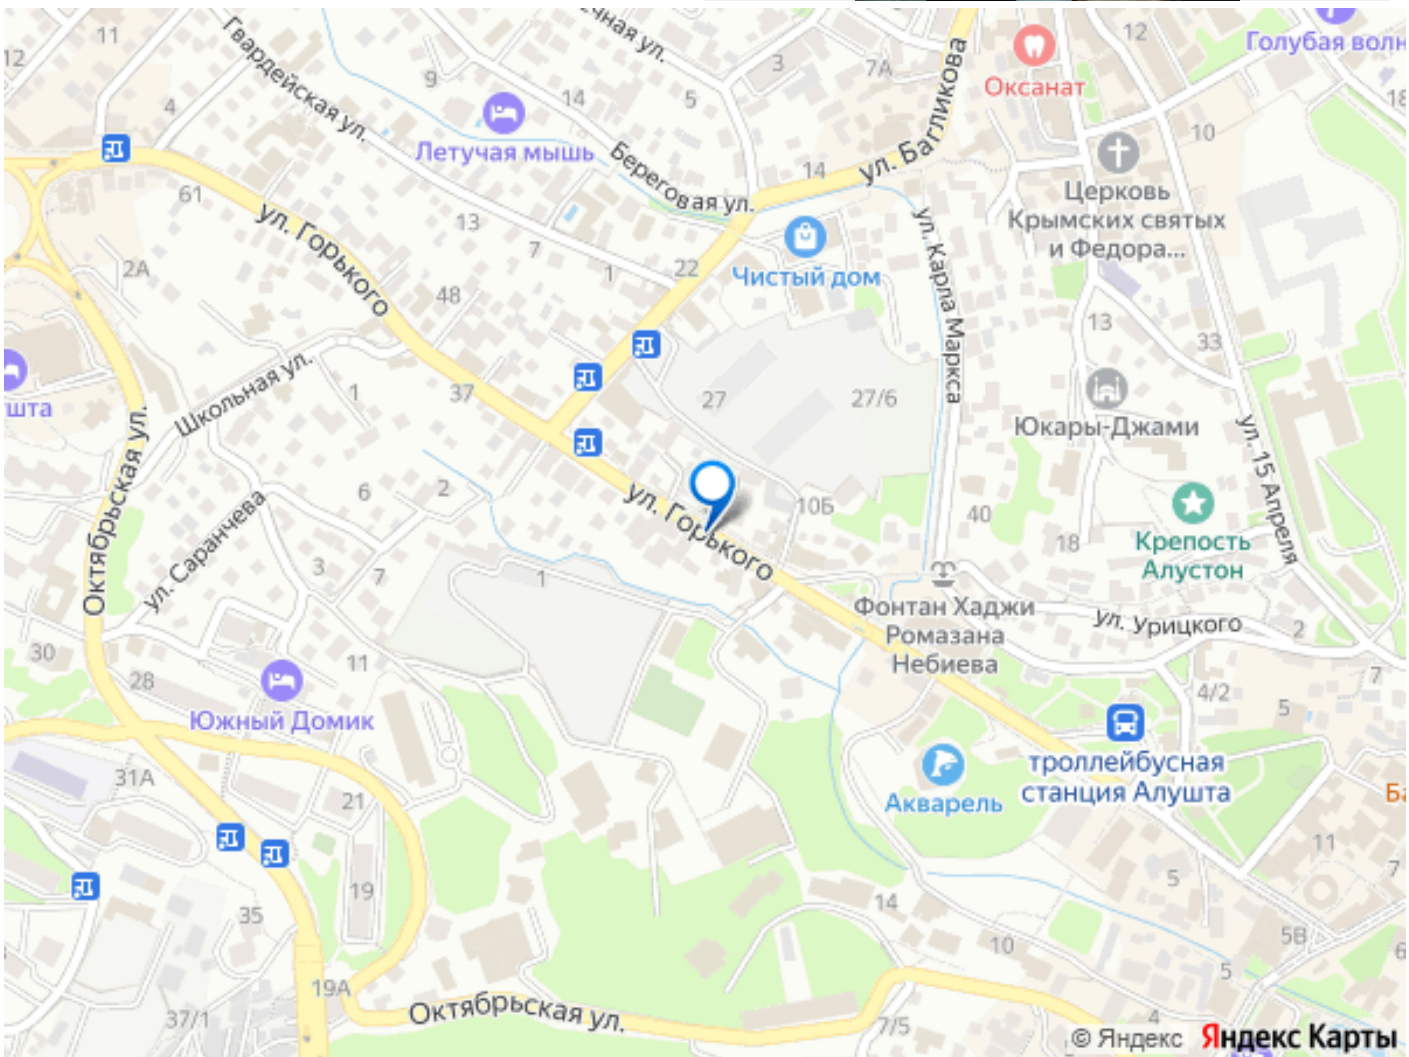 11
Гвардейская ул.
чная ул.
3
7А
ул. Багликова
12
Оксанат
Голубая волн
12
9
4
14
5
18
Летучая мышь
10
Береговая ул.
14
Церковь
Крымских святых
и Федора...
61
ул. Горького
13
7
1
22
Чистый дом
ул. Карла Маркса
2А
48
13
33
Школьная ул.
1
37
27
27/6
Юкары-Джами
шта
Октябрьская ул.
ул. 15 Апреля
6
2
ул. Горького
10Б
40
18
Крепость
Алустон
ул. Саранчева
3
7
1
Фонтан Хаджи
Ромазана
Небиева
ул. Урицкого
2
30
11
28
7
4/2
5
Южный Домик
троллейбусная
станция Алушта
31А
21
Акварель
Ба
11
19
5
7
35
14
10
5В
6
5
19А
Октябрьская ул.
37/1
7/5
4
© Яндекс Яндекс Карты